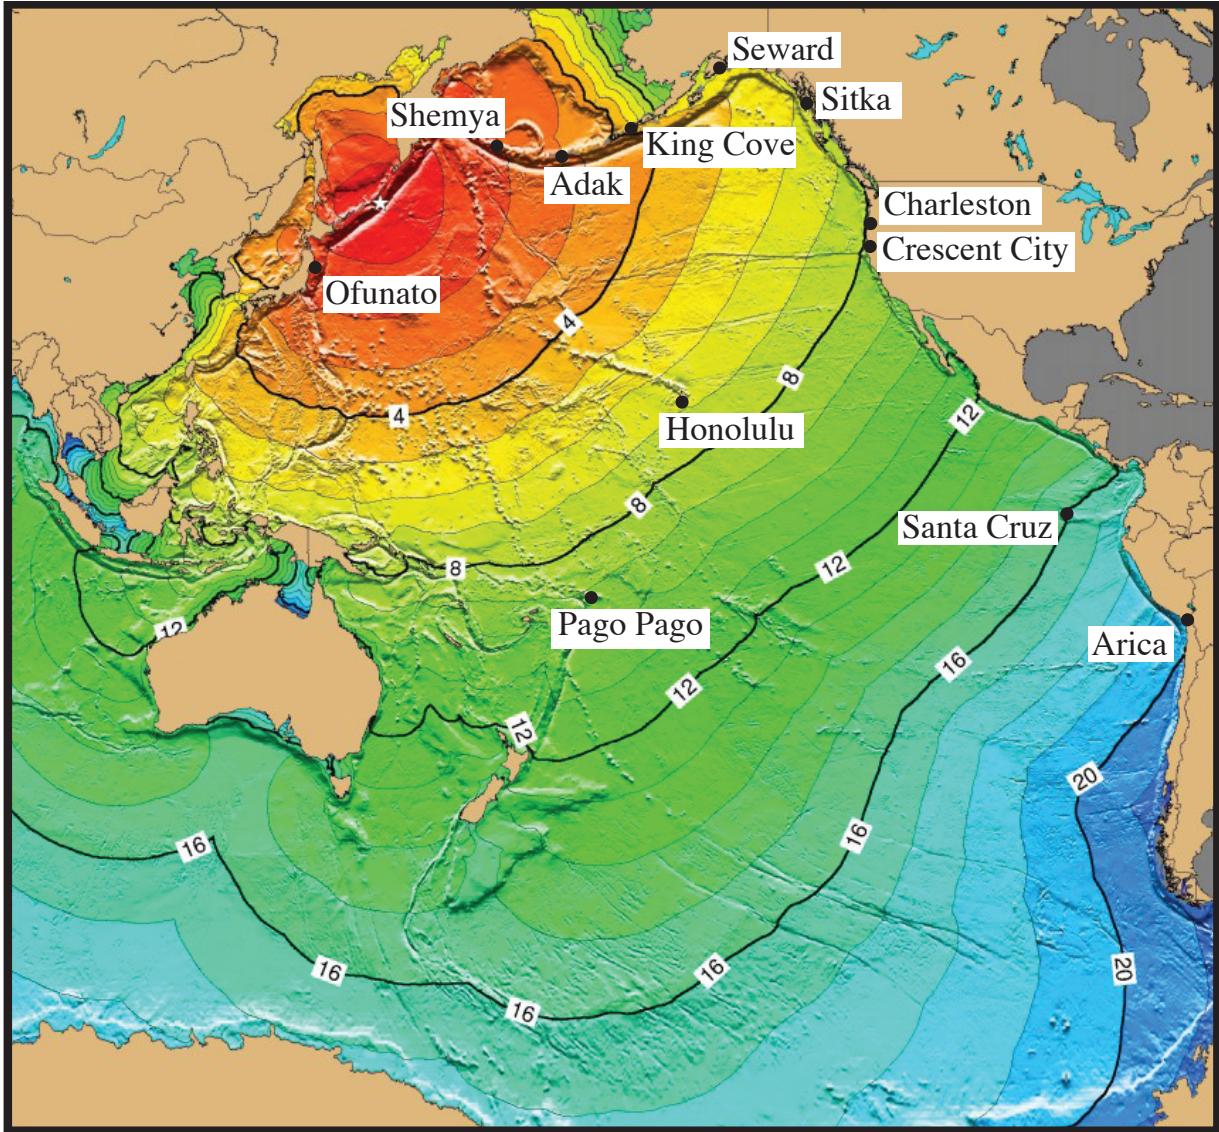 Seward
Sitka
Shemya
King Cove
Adak
Charleston
Crescent City
Ofunato
4
8
4
Honolulu
12
8
Santa Cruz
8
12
Pago Pago
12
Arica
16
12
12
20
16
16
16
16
20
16